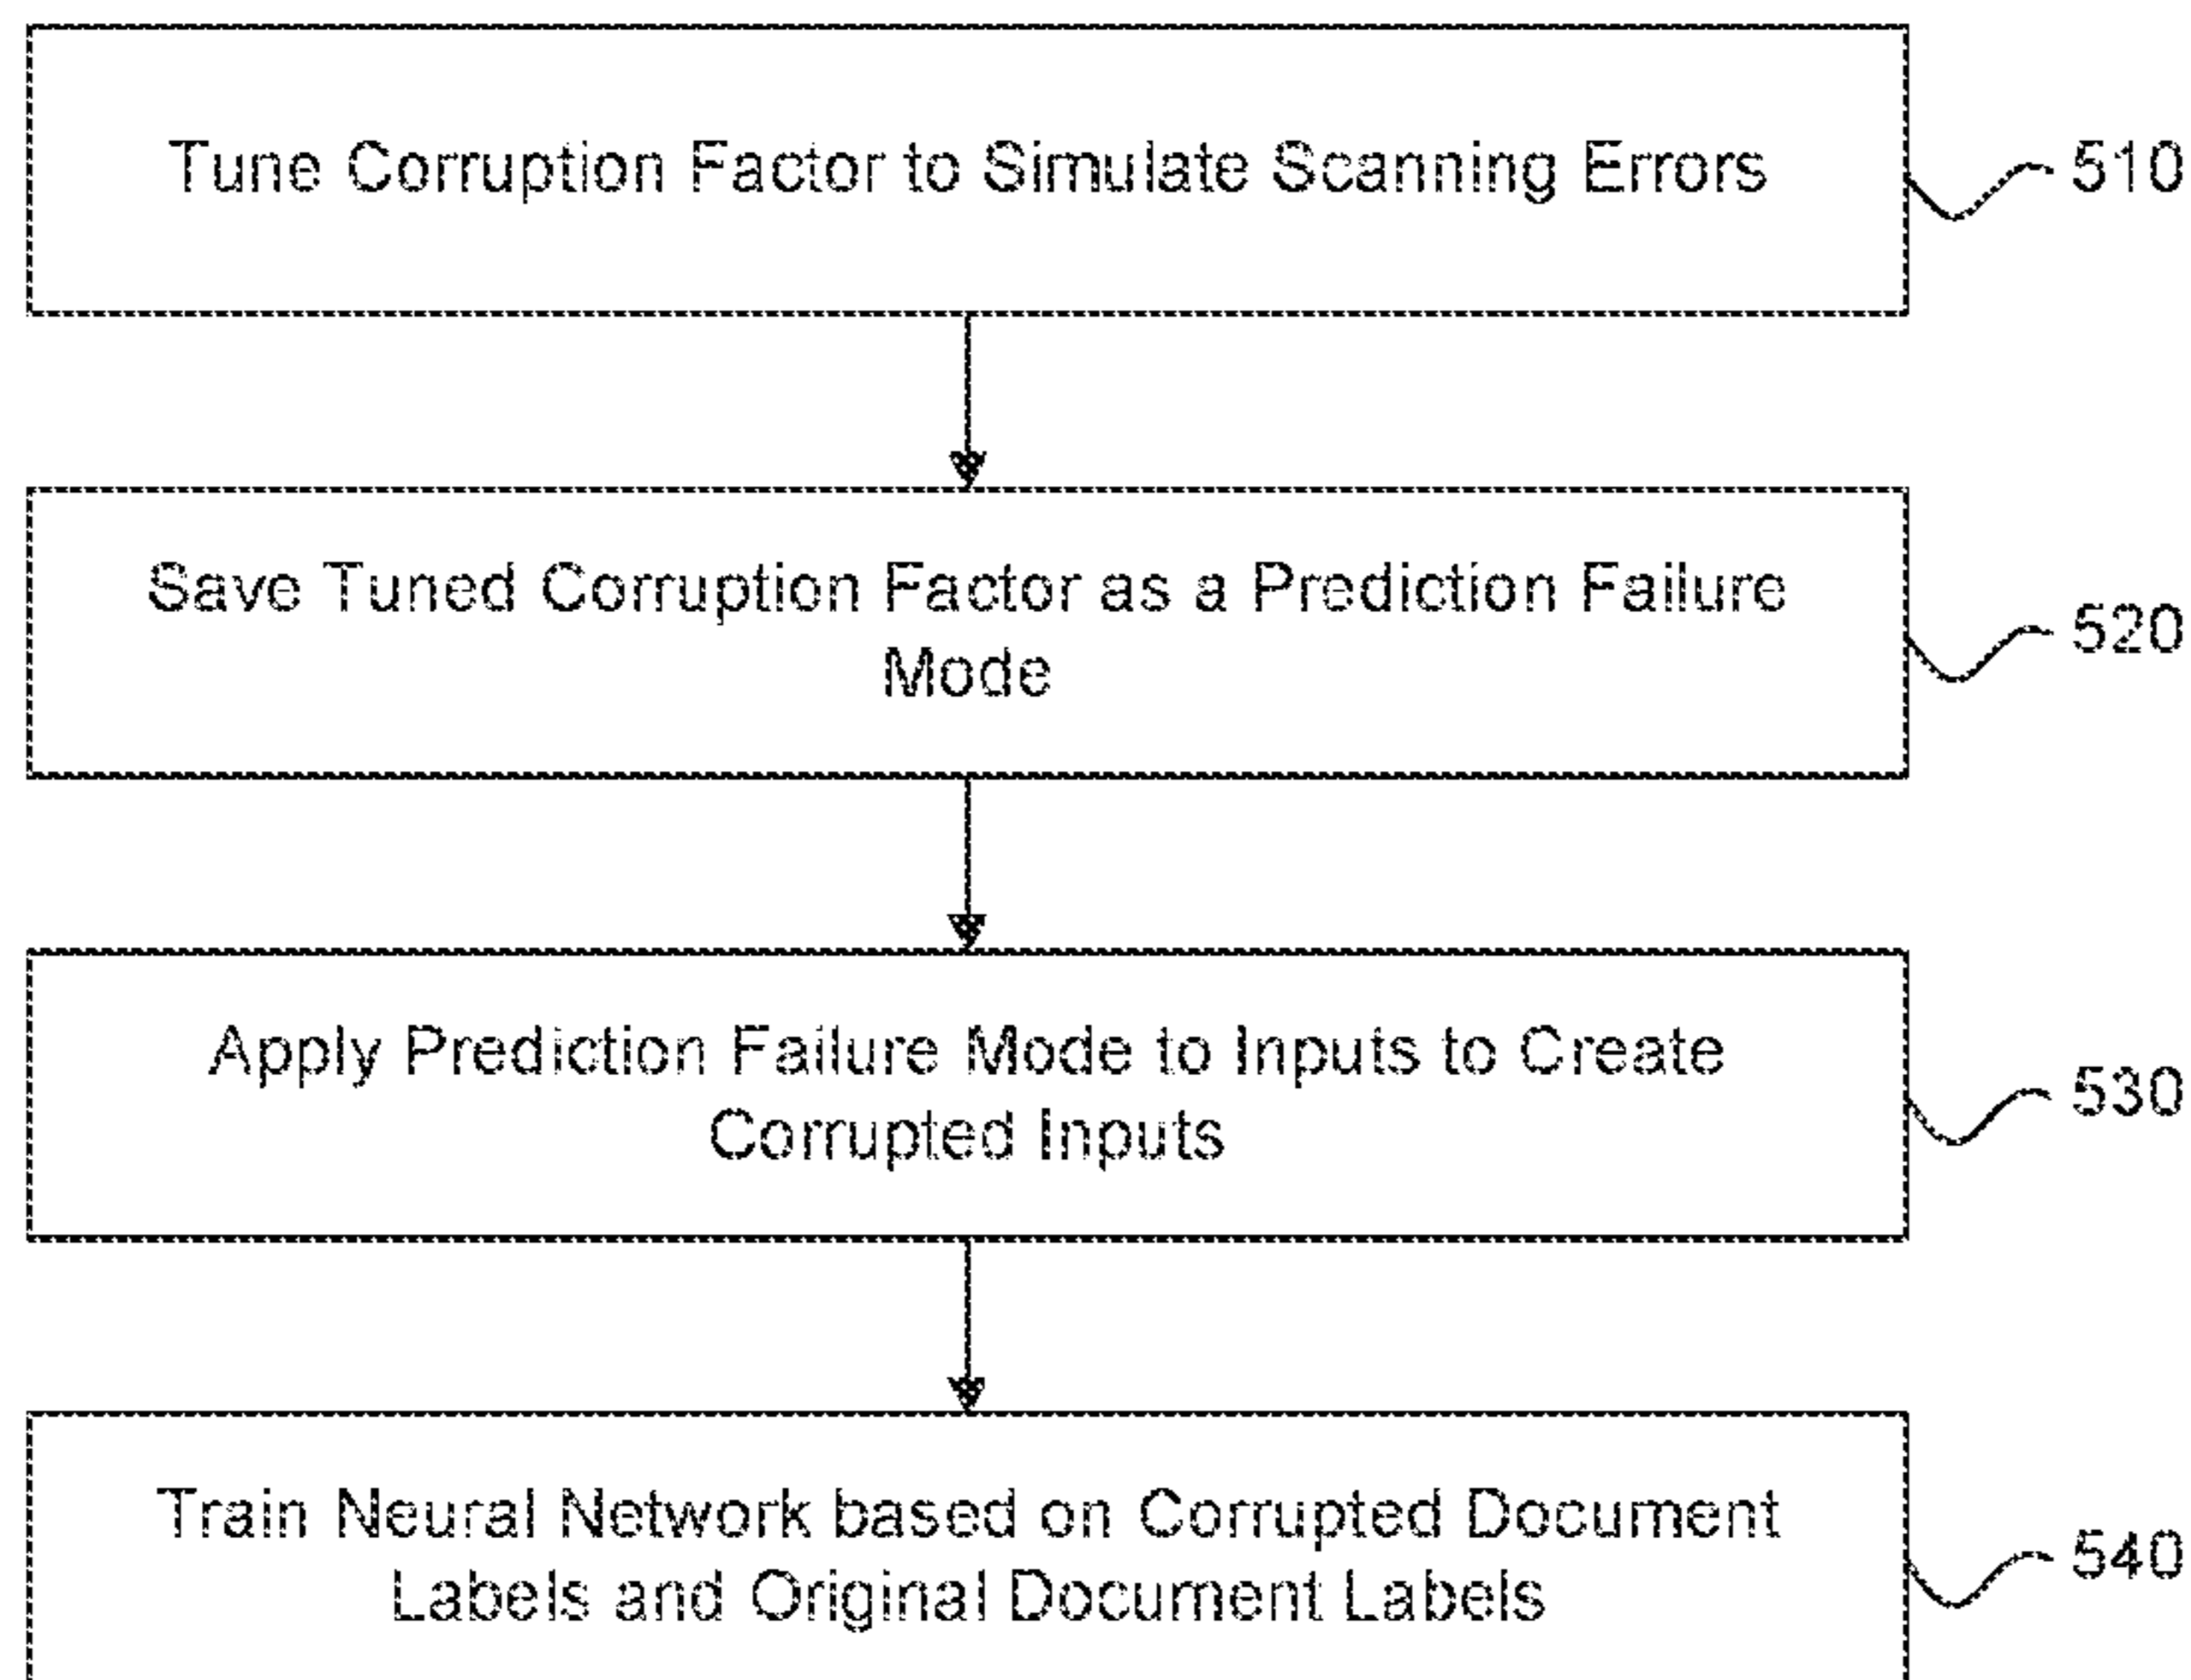 Tune Corruption Factor to Simulate Scanning Errors
510
Save Tuned Corruption Factor as a Prediction Failure
Mode
520
Apply Prediction Failure Mode to Inputs to Create
Corrupted Inputs
530
Train Neural Network based on Corrupted Document
Labels and Original Document Labels
540